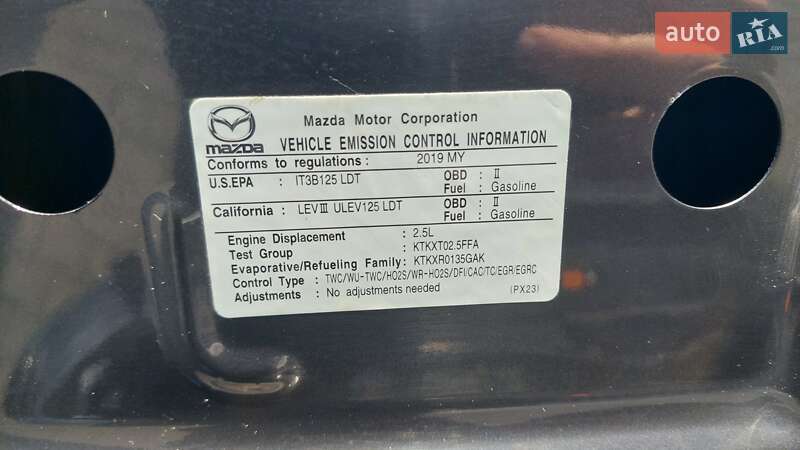 auto RIA.com
Mazda Motor Corporation
mazda VEHICLE EMISSION CONTROL INFORMATION
Conforms to regulations : 2019 MY
U.S.EPA : IT3B125 LDT OBD : II
Fuel : Gasoline
California : LEVIII ULEV125 LDT OBD : II
Fuel : Gasoline
Engine Displacement : 2.5L
Test Group : KTKXT02.5FFA
Evaporative/Refueling Family: KTKXR0135GAK
Control Type : TWC/WU-TWC/HO2S/WR-HO2S/DFI/CAC/TC/EGR/EGRC
Adjustments : No adjustments needed
(PX23)